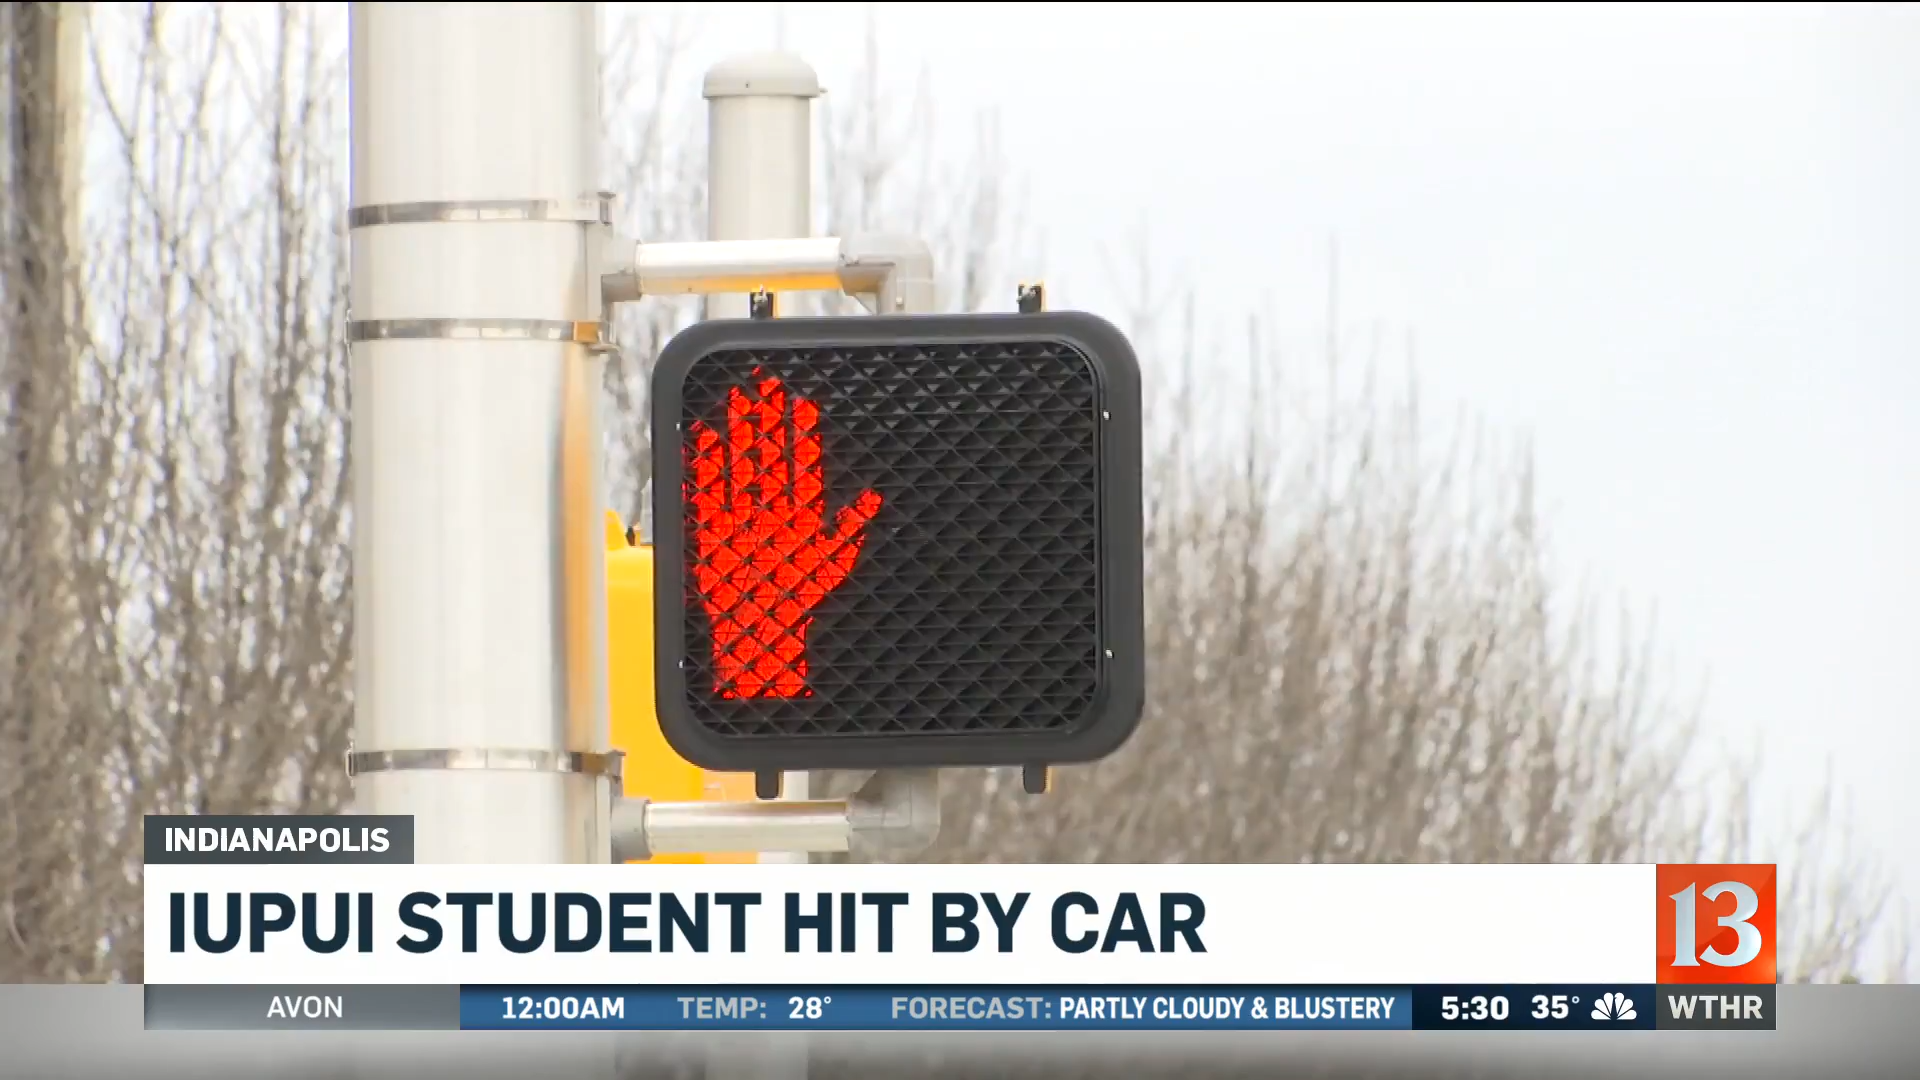 INDIANAPOLIS
IUPUI STUDENT HIT BY CAR
13
AVON 12:00AM TEMP: 28° FORECAST: PARTLY CLOUDY & BLUSTERY 5:30 35° WTHR